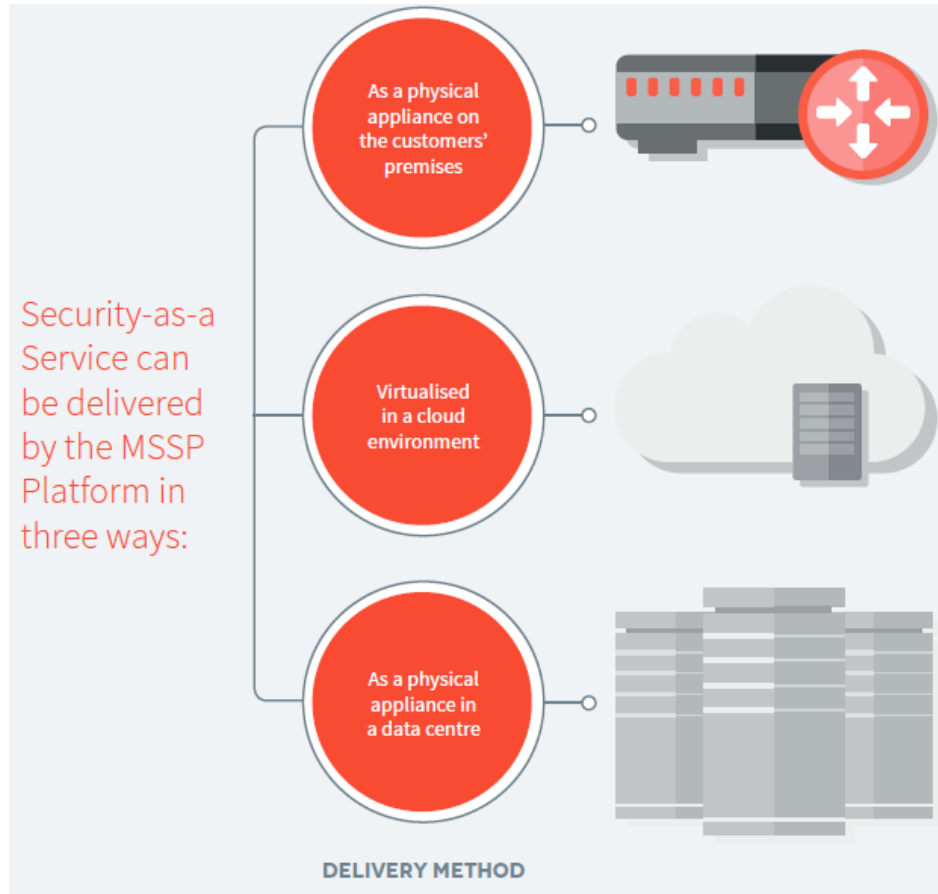 Security-as-a
Service can
be delivered
by the MSSP
Platform in
three ways:
As a physical
appliance on
the customers’
premises
Virtualised
in a cloud
environment
As a physical
appliance in
a data centre
DELIVERY METHOD